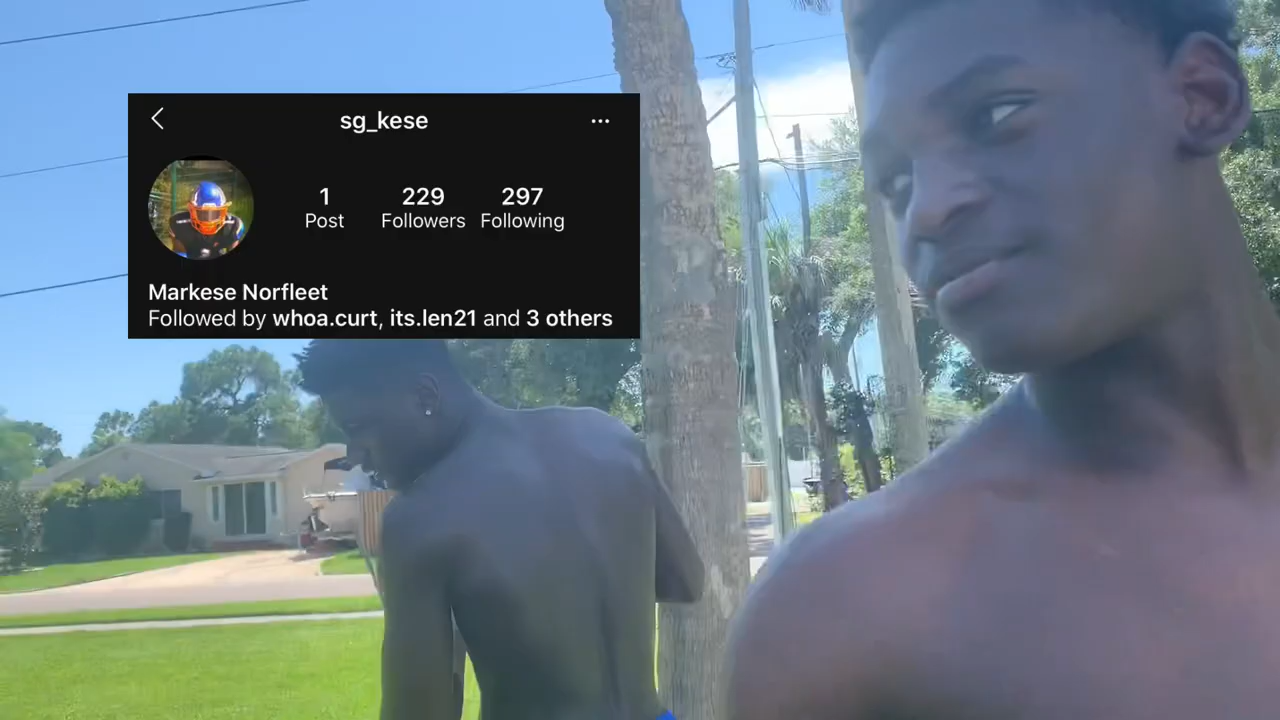 sg_kese
1 229 297
Post Followers Following
Markese Norfleet
Followed by whoa.curt, its.len21 and 3 others